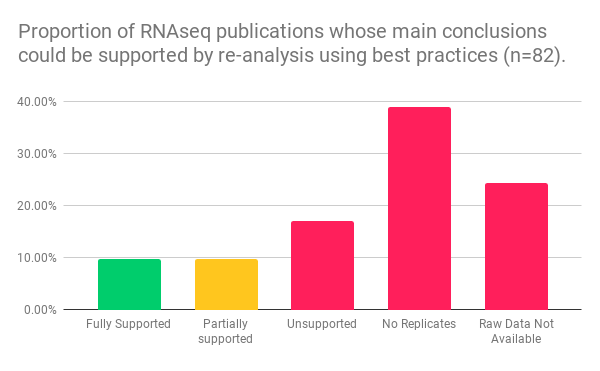 Proportion of RNAseq publications whose main conclusions
could be supported by re-analysis using best practices (n=82).
40.00%
30.00%
20.00%
10.00%
0.00%
Fully Supported
Partially
supported
Unsupported
No Replicates
Raw Data Not
Available